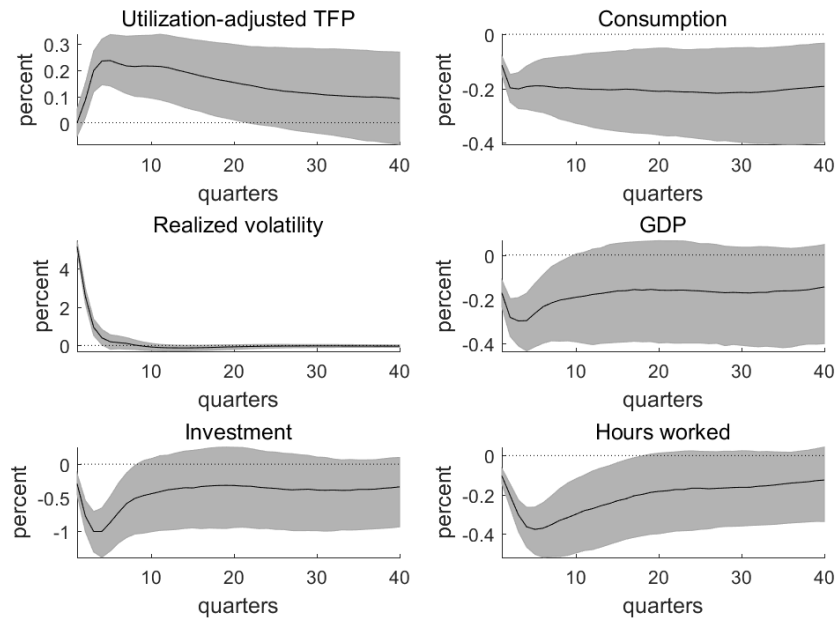 Utilization-adjusted TFP
percent
0.3
0.2
0.1
0
10 20 30 40
quarters
Consumption
percent
0
-0.2
-0.4
10 20 30 40
quarters
Realized volatility
percent
4
2
0
10 20 30 40
quarters
GDP
percent
0
-0.2
-0.4
10 20 30 40
quarters
Investment
percent
0
-0.5
-1
10 20 30 40
quarters
Hours worked
percent
0
-0.2
-0.4
10 20 30 40
quarters